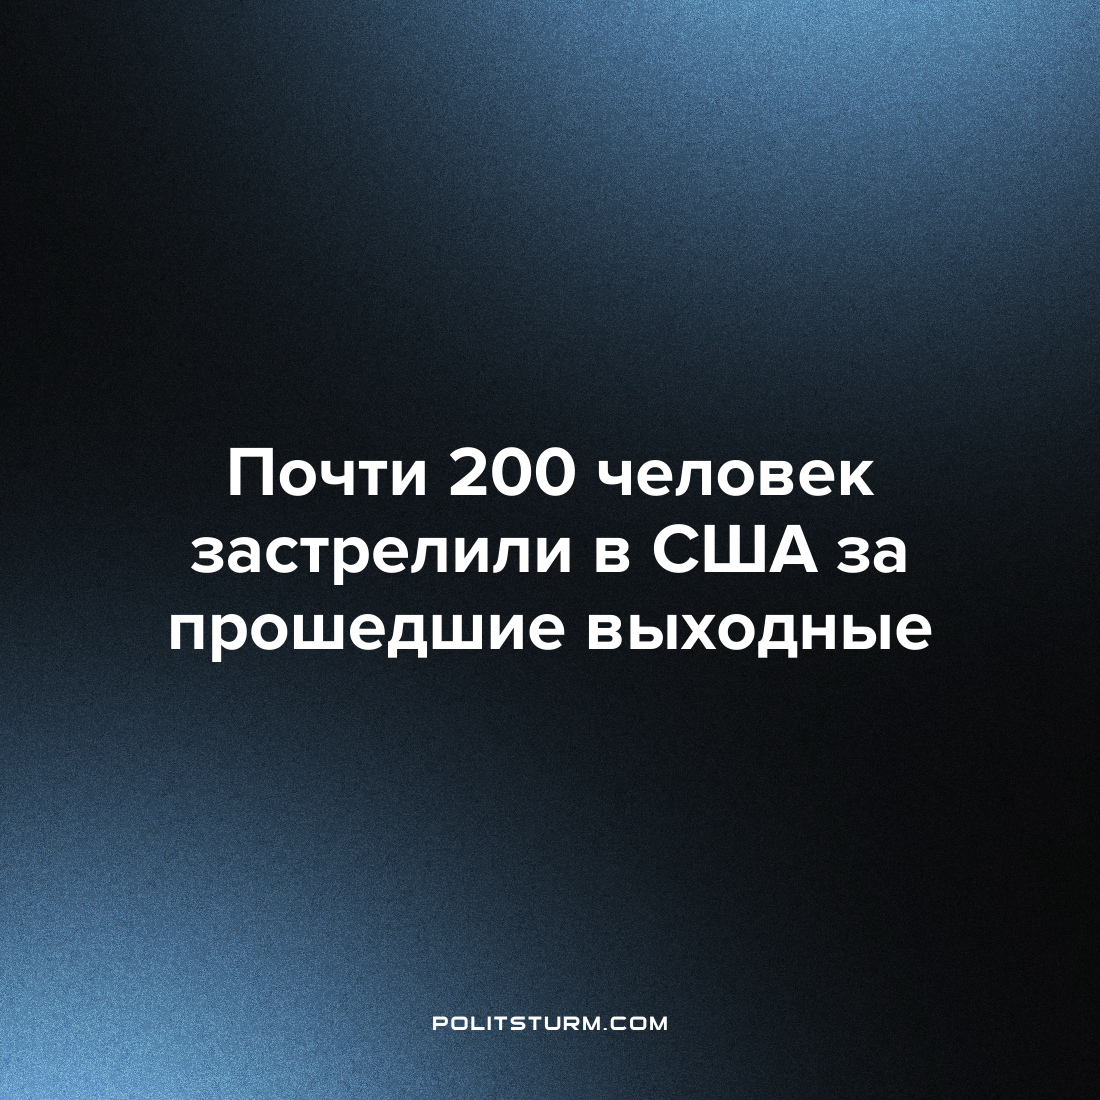 Почти 200 человек
застрелили в США за
прошедшие выходные
POLITSTURM.COM